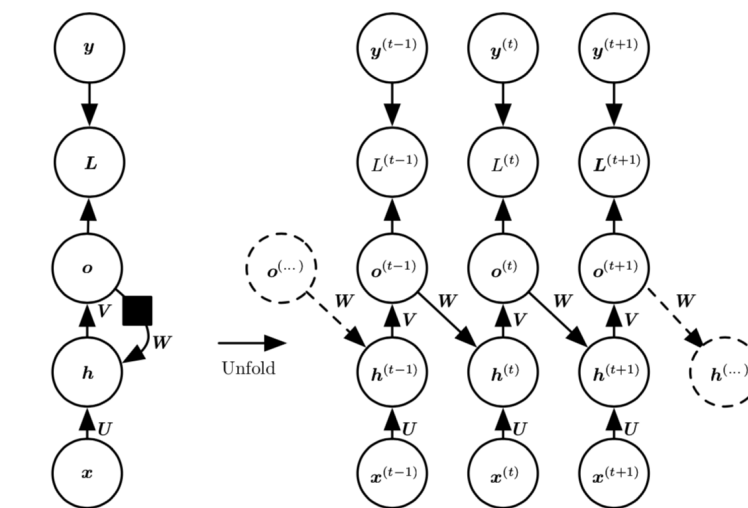 y y^(t−1) y^(t) y^(t+1)
L L^(t−1) L^(t) L^(t+1)
o o^(...) o^(t−1) o^(t) o^(t+1)
W W W W
V V V V
W
Unfold
h h^(t−1) h^(t) h^(t+1) h^(...)
U U U U
x x^(t−1) x^(t) x^(t+1)